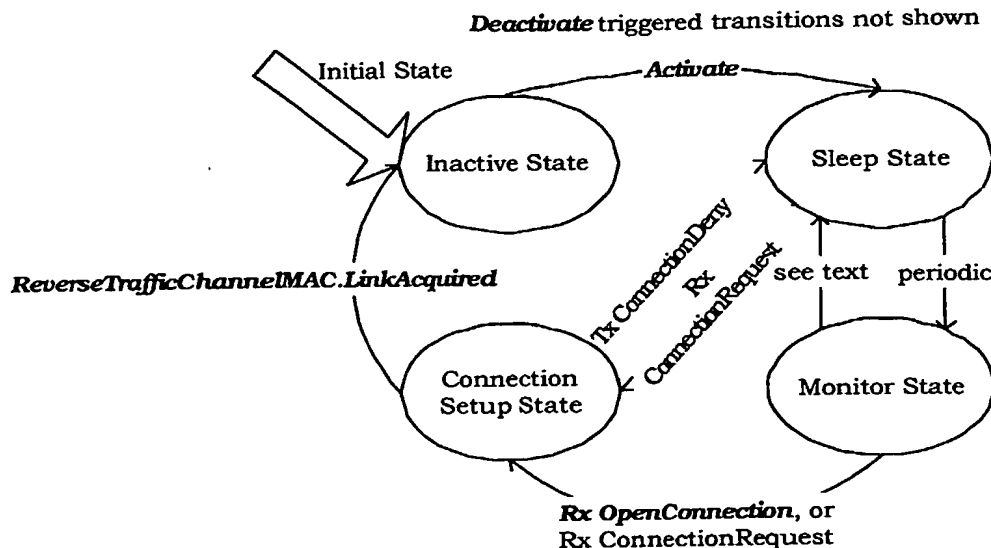 Deactivate triggered transitions not shown
Initial State
Activate
Inactive State
Sleep State
ReverseTrafficChannelMAC.LinkAcquired
Tx ConnectionDeny
Rx
ConnectionRequest
see text
periodic
Connection
Setup State
Monitor State
Rx OpenConnection, or
Rx ConnectionRequest